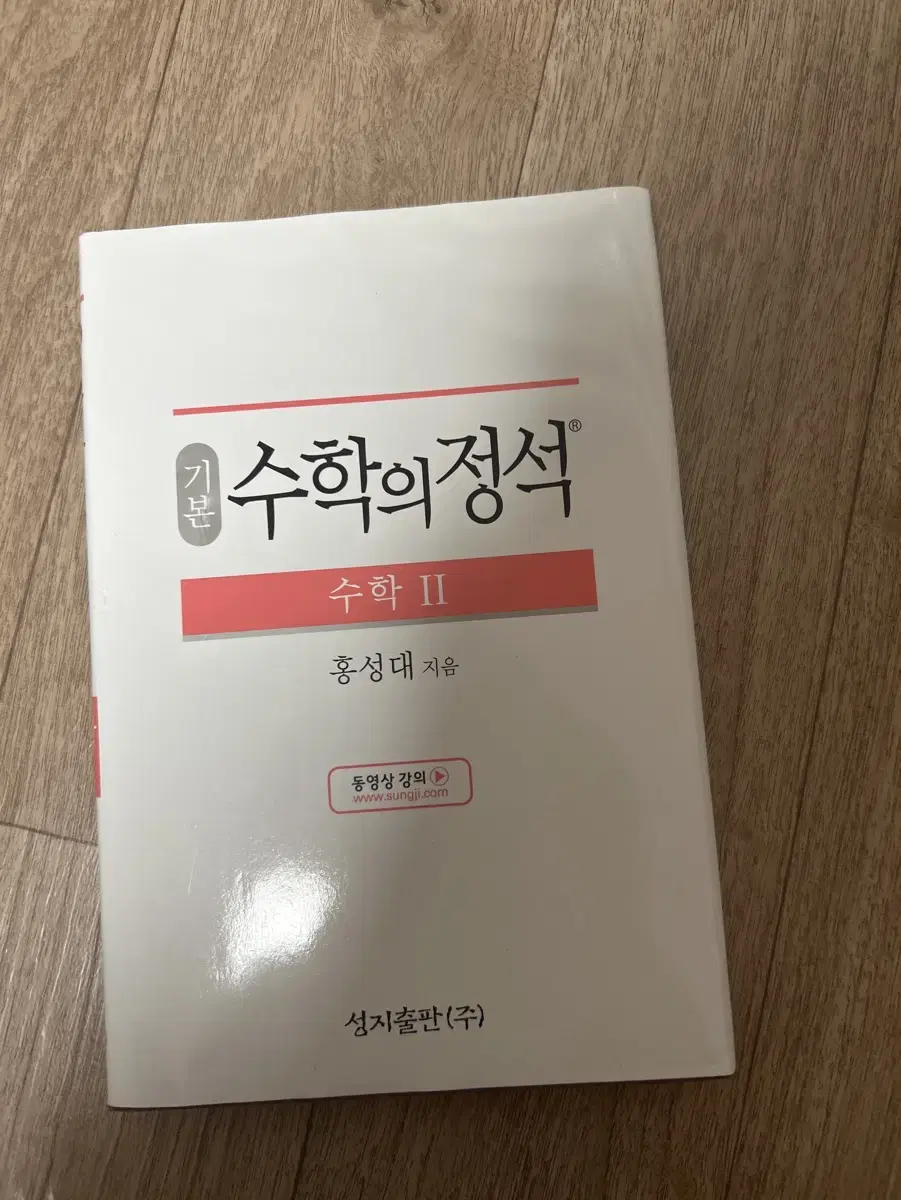 기본 수학의 정석®
수학 II
홍성대 지음
동영상 강의
www.sungji.com
성지출판(주)